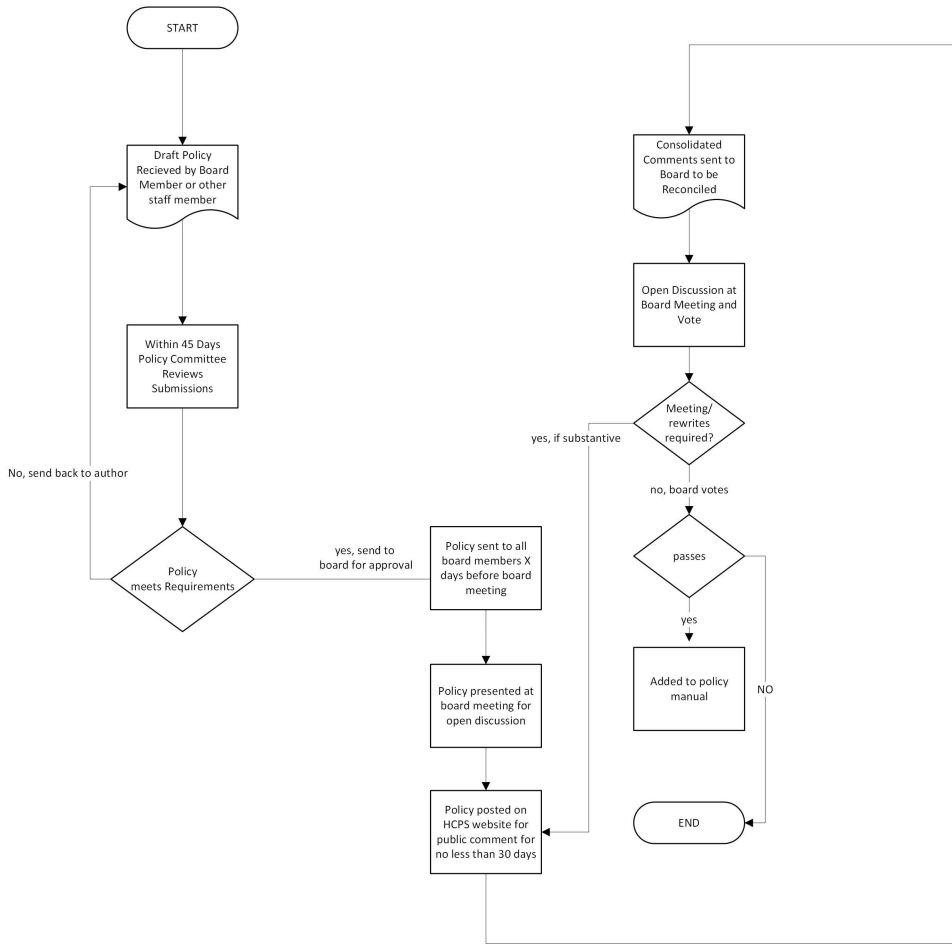 START
Draft Policy
Recieved by Board
Member or other
staff member
Within 45 Days
Policy Committee
Reviews
Submissions
No, send back to author
Policy
meets Requirements
yes, send to
board for approval
Policy sent to all
board members X
days before board
meeting
Policy presented at
board meeting for
open discussion
Policy posted on
HCPS website for
public comment for
no less than 30 days
Consolidated
Comments sent to
Board to be
Reconciled
Open Discussion at
Board Meeting and
Vote
Meeting/
rewrites
required?
yes, if substantive
no, board votes
passes
yes
Added to policy
manual
NO
END